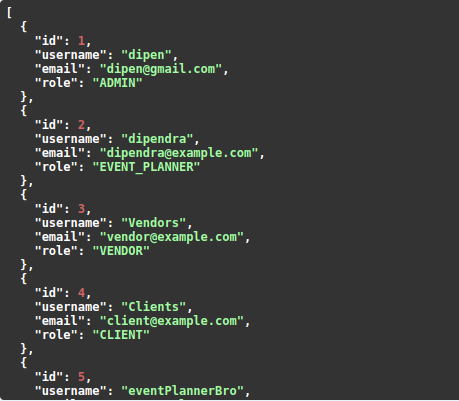 [
  {
    "id": 1,
    "username": "dipen",
    "email": "dipen@gmail.com",
    "role": "ADMIN"
  },
  {
    "id": 2,
    "username": "dipendra",
    "email": "dipendra@example.com",
    "role": "EVENT_PLANNER"
  },
  {
    "id": 3,
    "username": "Vendors",
    "email": "vendor@example.com",
    "role": "VENDOR"
  },
  {
    "id": 4,
    "username": "Clients",
    "email": "client@example.com",
    "role": "CLIENT"
  },
  {
    "id": 5,
    "username": "eventPlannerBro",